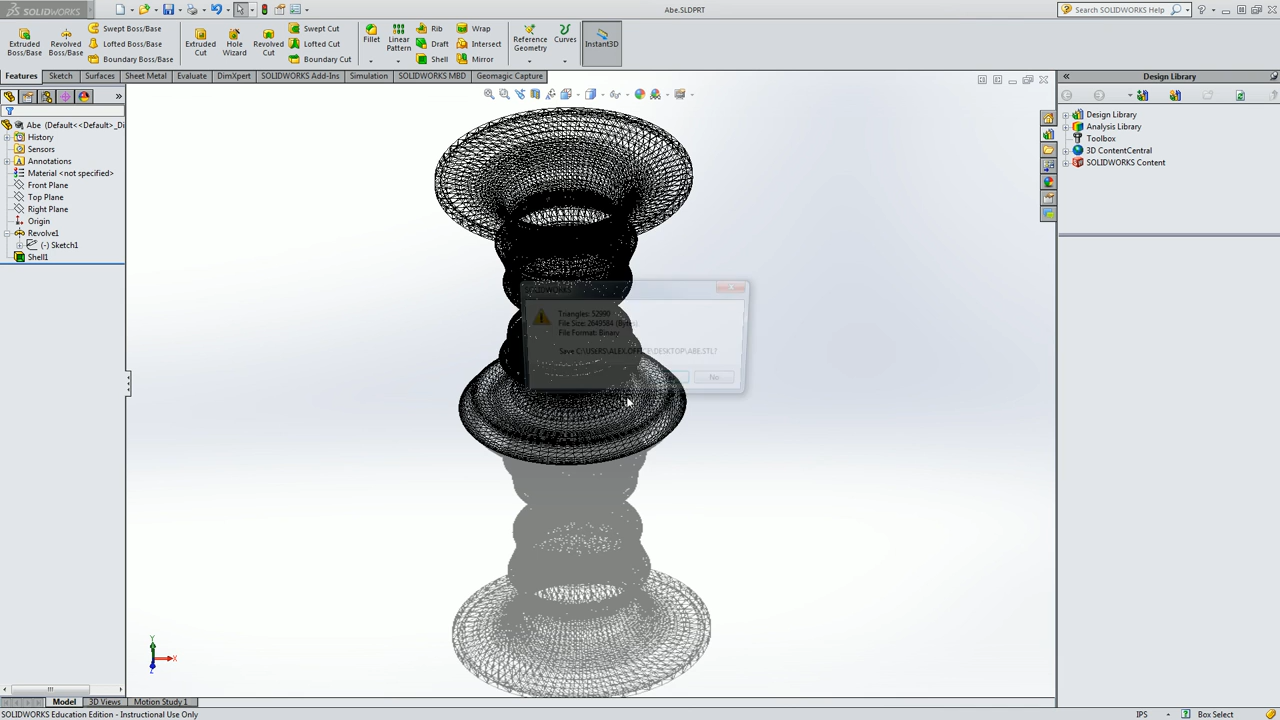 SOLIDWORKS
Abe.SLDPRT
Search SOLIDWORKS Help
Extruded Boss/Base
Revolved Boss/Base
Swept Boss/Base
Lofted Boss/Base
Boundary Boss/Base
Extruded Cut
Hole Wizard
Revolved Cut
Swept Cut
Lofted Cut
Boundary Cut
Fillet
Linear Pattern
Rib
Draft
Shell
Wrap
Intersect
Mirror
Reference Geometry
Curves
Instant3D
Features
Sketch
Surfaces
Sheet Metal
Evaluate
DimXpert
SOLIDWORKS Add-Ins
Simulation
SOLIDWORKS MBD
Geomagic Capture
Design Library
Abe (Default<<Default>_Di
History
Sensors
Annotations
Material <not specified>
Front Plane
Top Plane
Right Plane
Origin
Revolve1
(-) Sketch1
Shell1
Design Library
Analysis Library
Toolbox
3D ContentCentral
SOLIDWORKS Content
Triangles: 52990
File Size: 2649584 (Bytes)
File Format: Binary
Save C:\USERS\ALEX.OFFICE\DESKTOP\ABE.STL?
No
Y
X
Z
Model
3D Views
Motion Study 1
SOLIDWORKS Education Edition - Instructional Use Only
IPS
Box Select